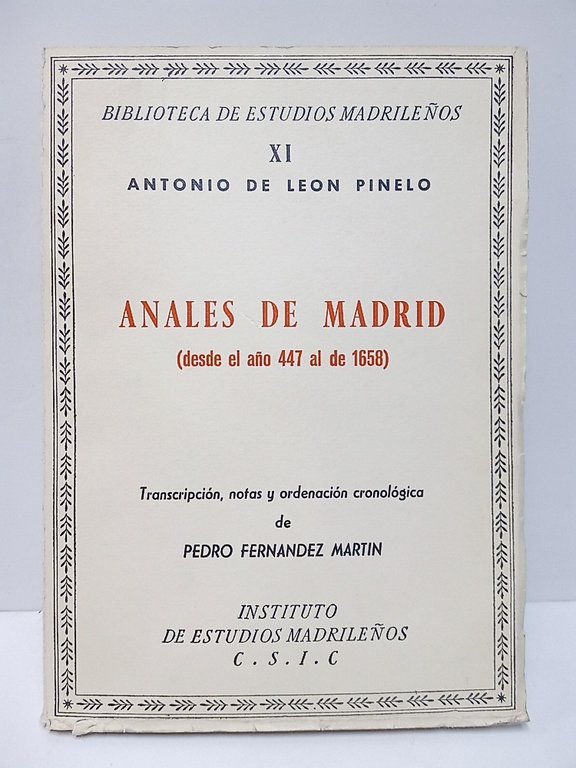 BIBLIOTECA DE ESTUDIOS MADRILEÑOS
XI
ANTONIO DE LEON PINELO
ANALES DE MADRID
(desde el año 447 al de 1658)
Transcripción, notas y ordenación cronológica
de
PEDRO FERNANDEZ MARTIN
INSTITUTO
DE ESTUDIOS MADRILEÑOS
C . S . I . C